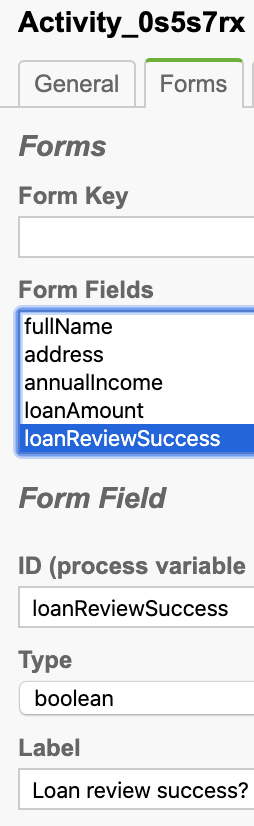 Activity_0s5s7rx
General
Forms
Forms
Form Key
Form Fields
fullName
address
annualIncome
loanAmount
loanReviewSuccess
Form Field
ID (process variable
loanReviewSuccess
Type
boolean
Label
Loan review success?